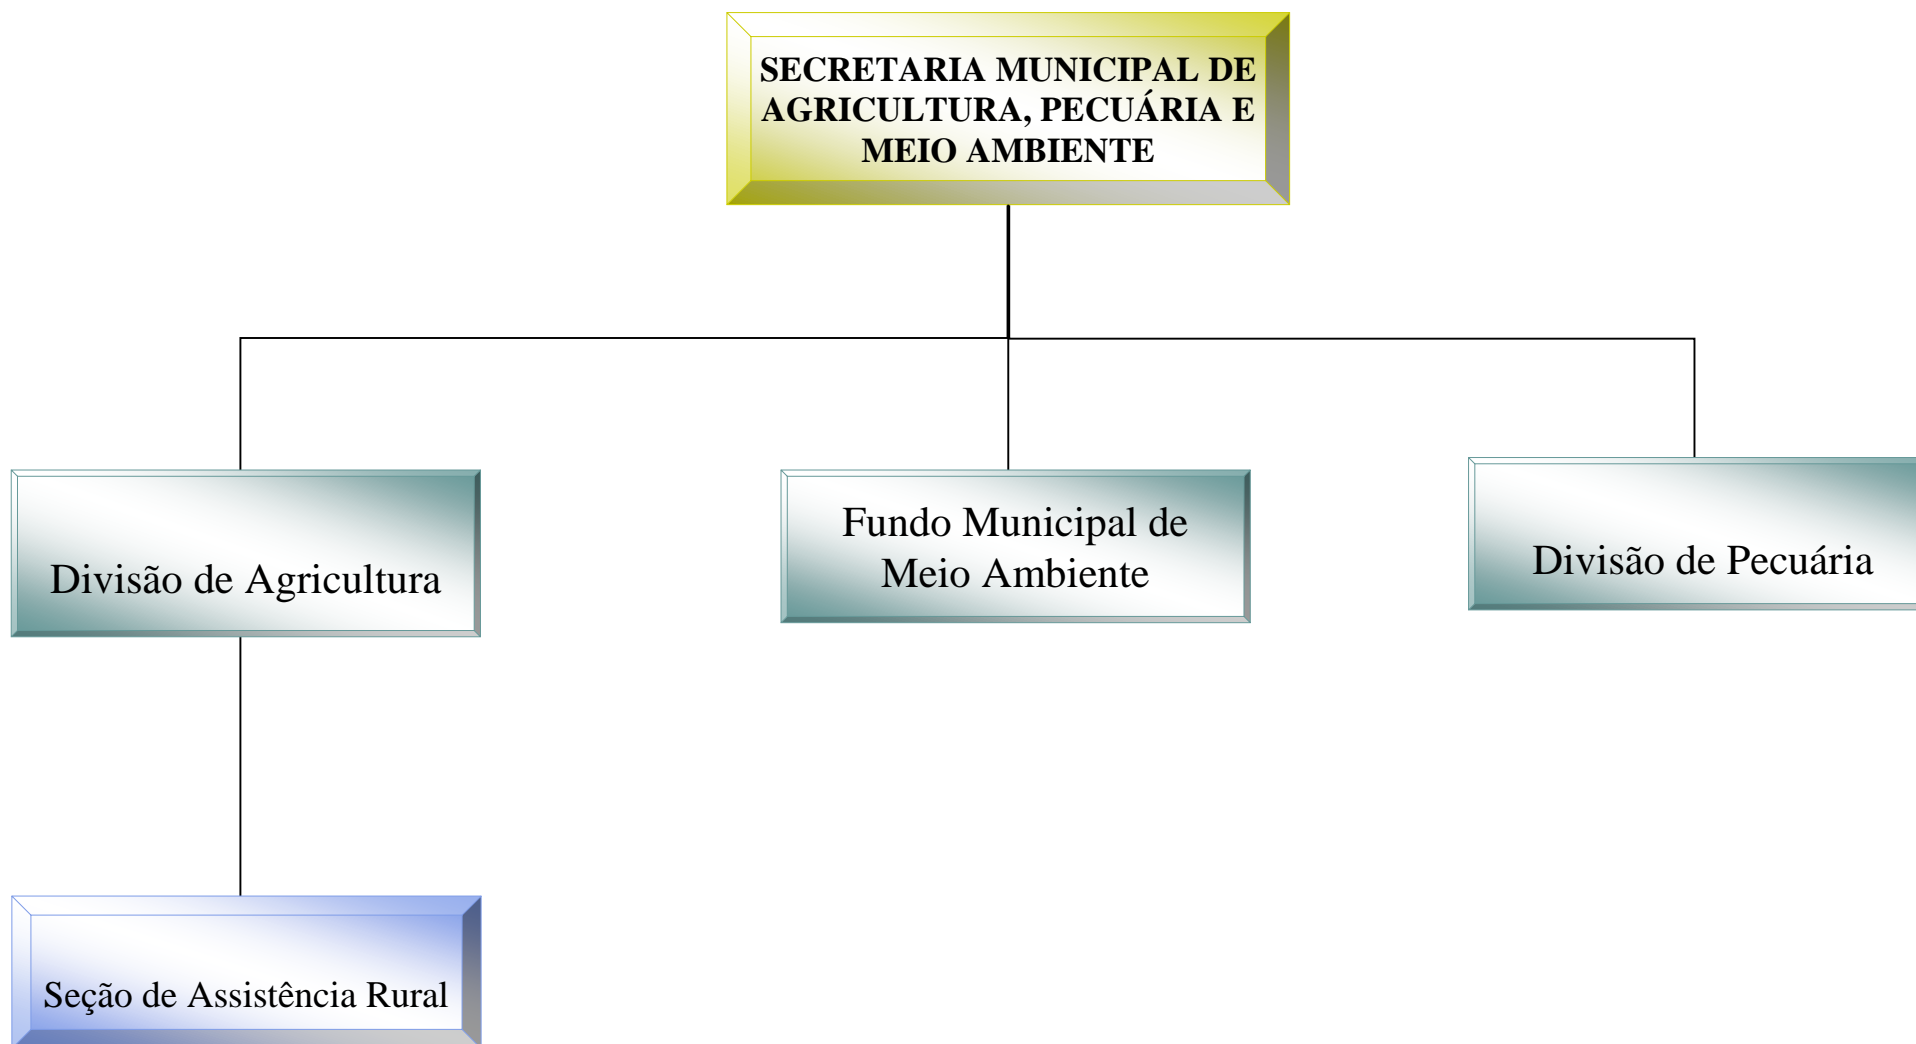 SECRETARIA MUNICIPAL DE
AGRICULTURA, PECUÁRIA E
MEIO AMBIENTE
Divisão de Agricultura
Fundo Municipal de
Meio Ambiente
Divisão de Pecuária
Seção de Assistência Rural